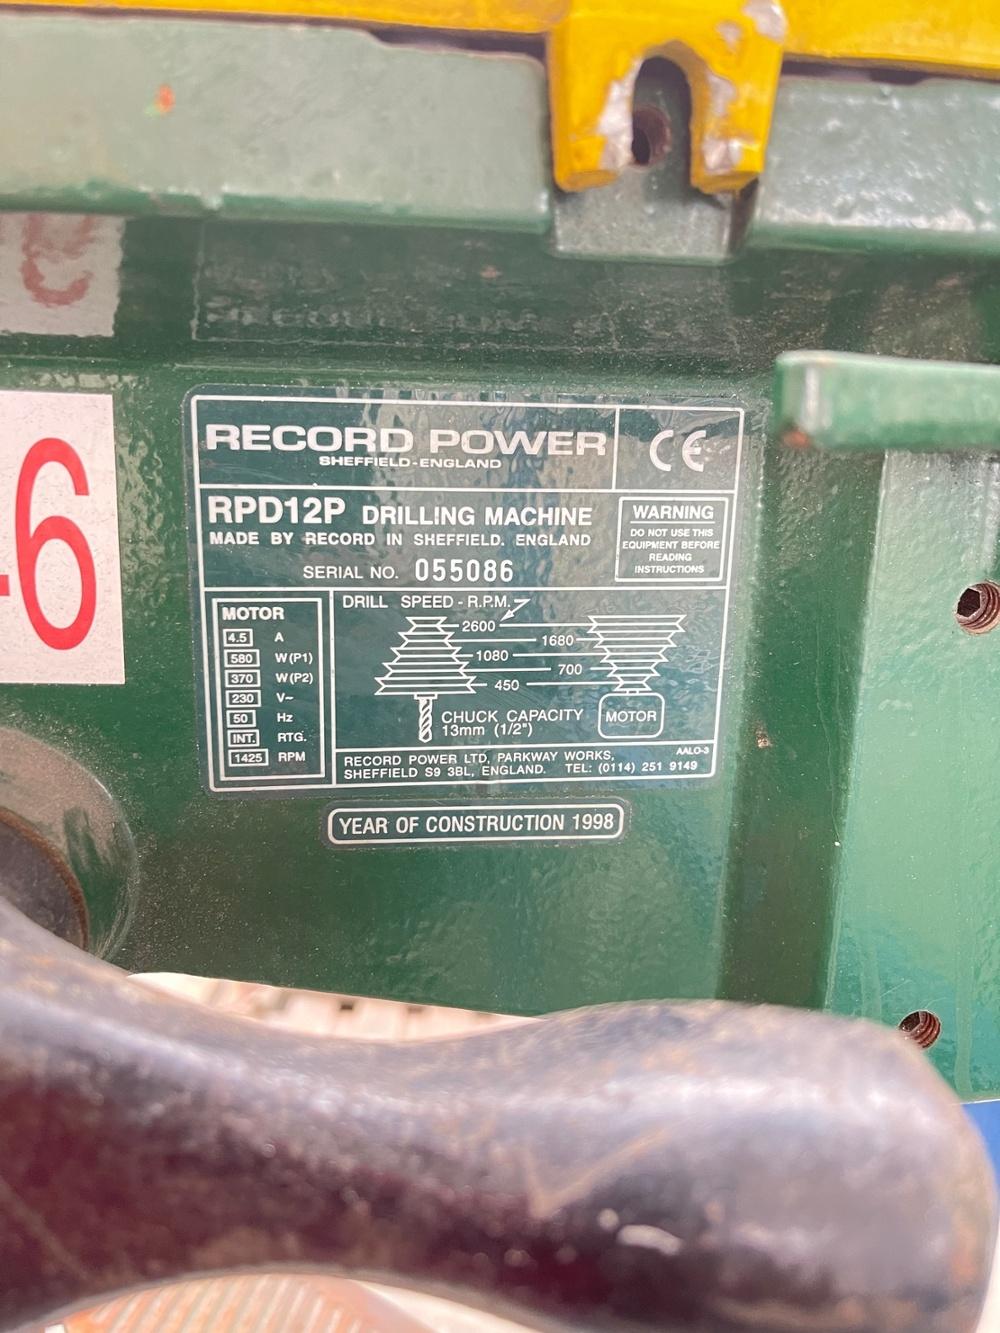 6
RECORD POWER
SHEFFIELD-ENGLAND
CE
RPD12P DRILLING MACHINE
MADE BY RECORD IN SHEFFIELD. ENGLAND
SERIAL NO. 055086
WARNING
DO NOT USE THIS
EQUIPMENT BEFORE
READING
INSTRUCTIONS
MOTOR
4.5 A
580 W(P1)
370 W(P2)
230 V~
50 Hz
INT. RTG.
1425 RPM
DRILL SPEED - R.P.M.
2600
1680
1080
700
450
CHUCK CAPACITY
13mm (1/2")
MOTOR
AALO-3
RECORD POWER LTD, PARKWAY WORKS,
SHEFFIELD S9 3BL, ENGLAND. TEL: (0114) 251 9149
YEAR OF CONSTRUCTION 1998